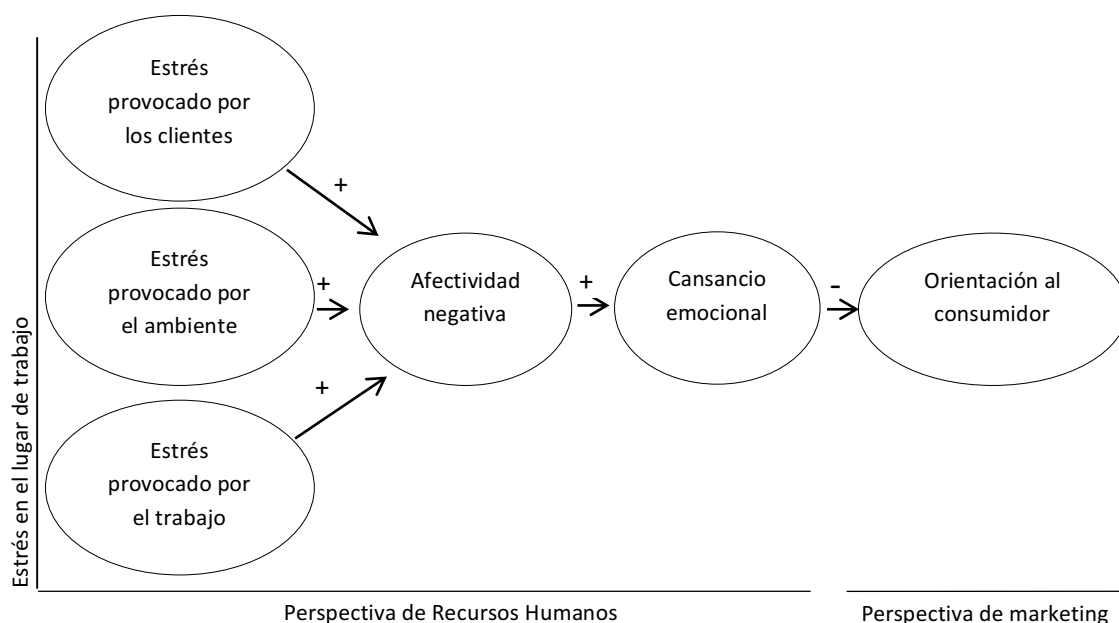 Estrés
provocado por
los clientes
+
Estrés
provocado por
el ambiente
+
Estrés
provocado por
el trabajo
+
Afectividad
negativa
+
Cansancio
emocional
-
Orientación al
consumidor
Estrés en el lugar de trabajo
Perspectiva de Recursos Humanos
Perspectiva de marketing